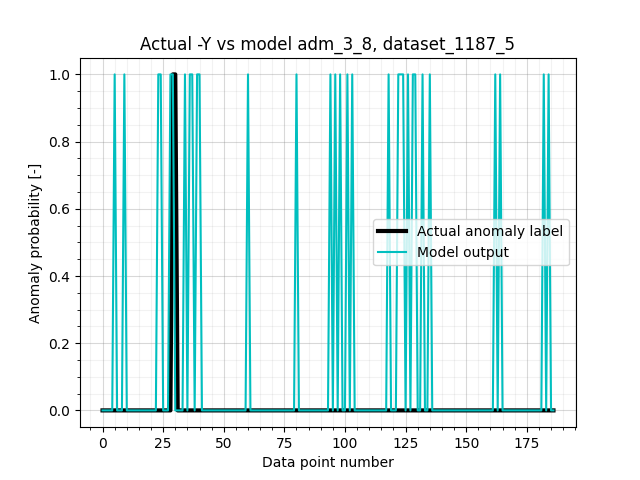 Actual -Y vs model adm_3_8, dataset_1187_5
Anomaly probability [-]
1.0
0.8
0.6
0.4
0.2
0.0
Actual anomaly label
Model output
0 25 50 75 100 125 150 175
Data point number